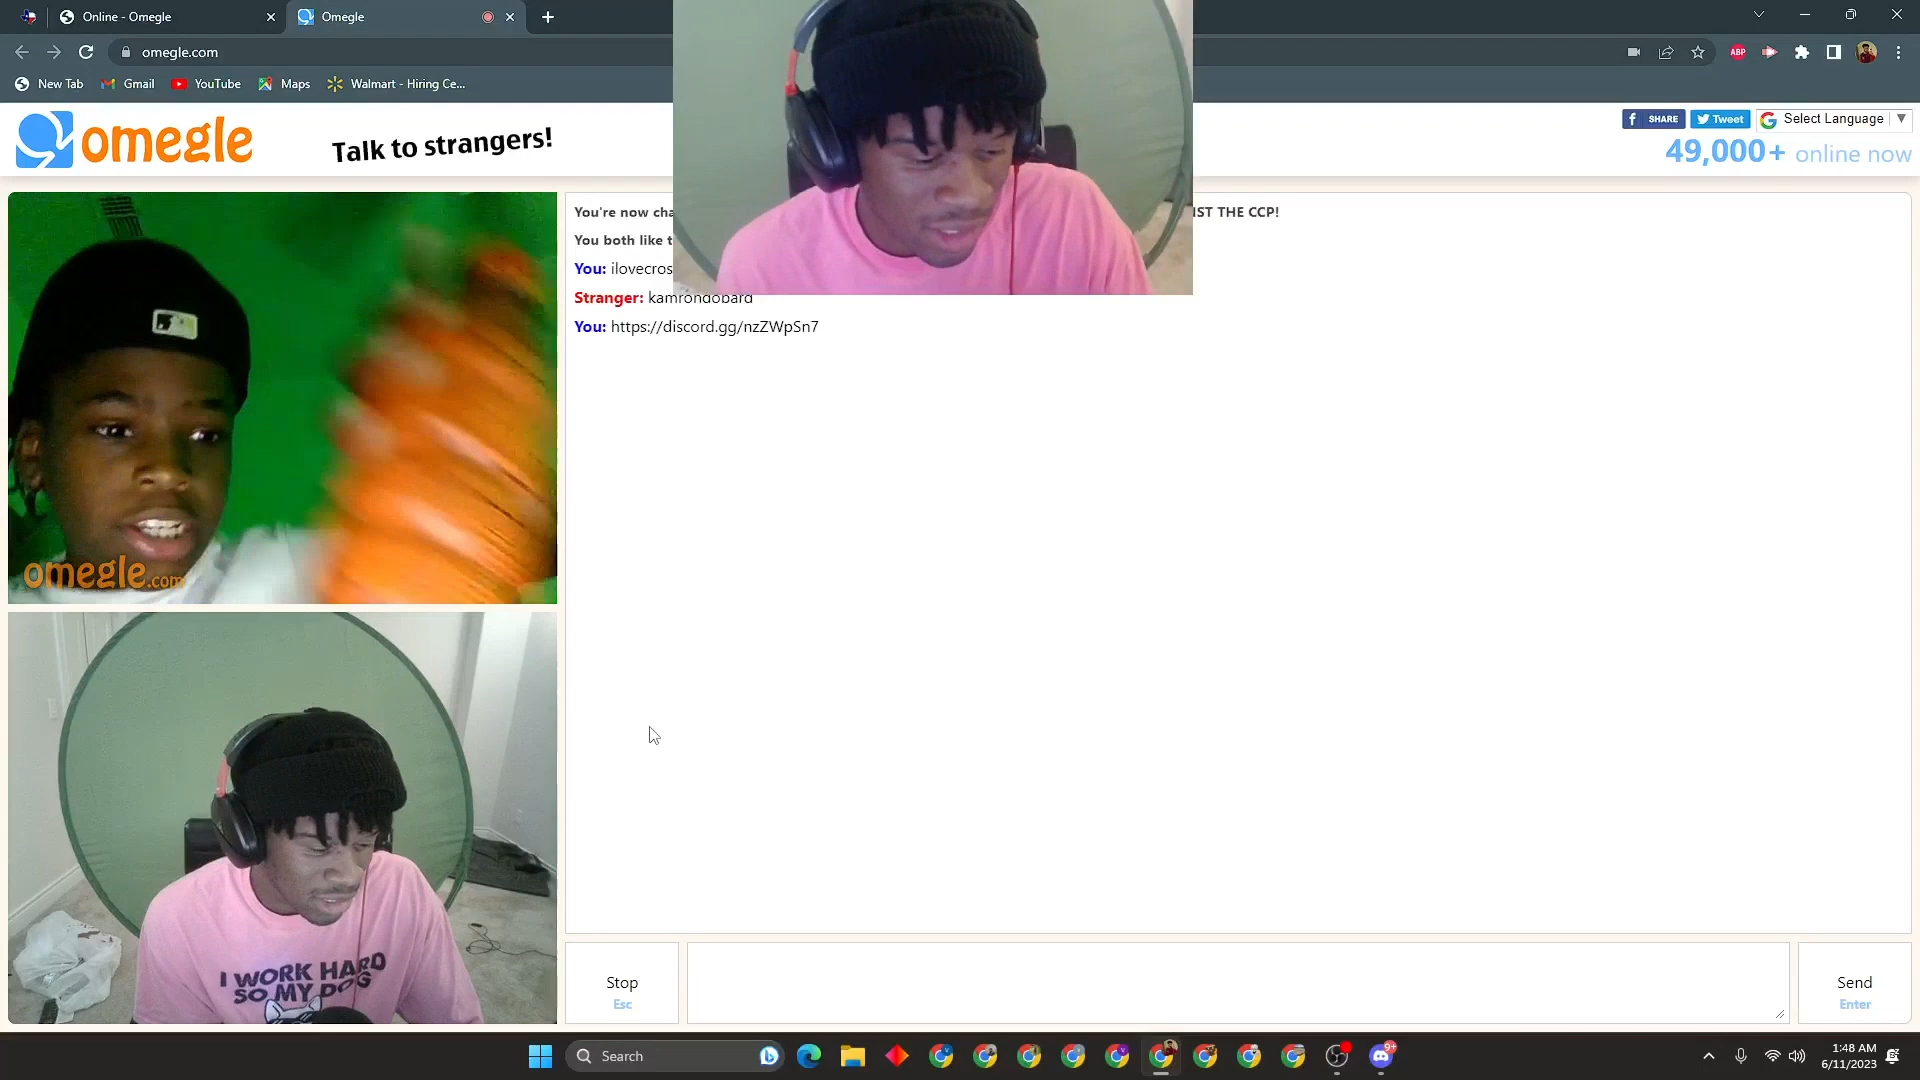 Online - Omegle
Omegle
omegle.com
ABP
New Tab
Gmail
YouTube
Maps
Walmart - Hiring Ce...
omegle
Talk to strangers!
SHARE
Tweet
Select Language
49,000+ online now
You're now cha
IST THE CCP!
You both like t
You: ilovecros
Stranger: kamrondobard
You: https://discord.gg/nzZWpSn7
omegle.com
I WORK HARD
SO MY DOG
Stop
Esc
Send
Enter
Search
9+
1:48 AM
6/11/2023